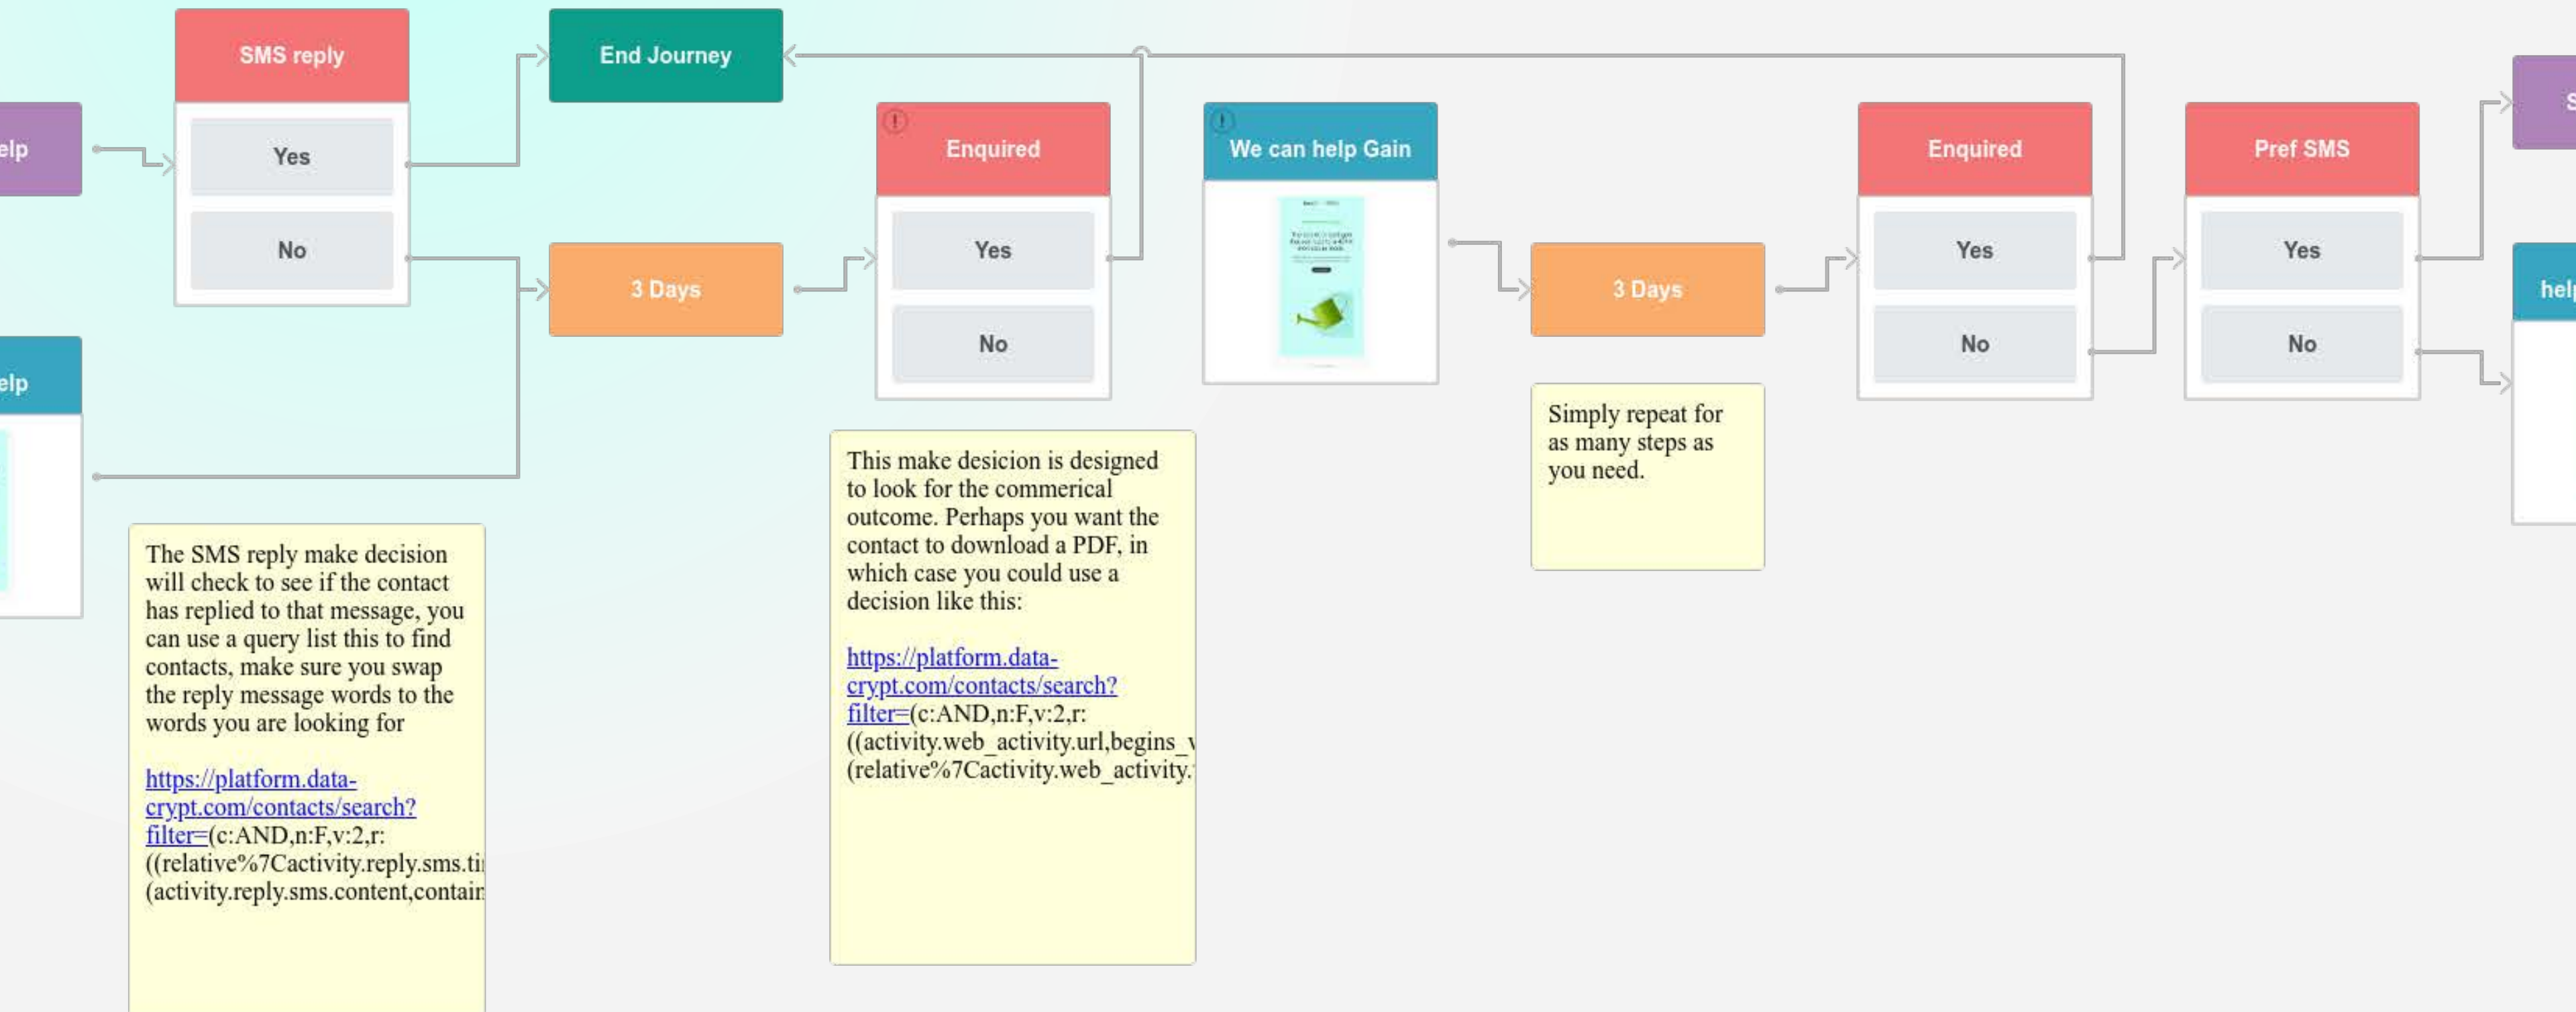 elp
SMS reply
Yes
No
End Journey
3 Days
Enquired
Yes
No
We can help Gain
3 Days
Enquired
Yes
No
Pref SMS
Yes
No
S
help
elp
The SMS reply make decision
will check to see if the contact
has replied to that message, you
can use a query list this to find
contacts, make sure you swap
the reply message words to the
words you are looking for
https://platform.data-
crypt.com/contacts/search?
filter=(c:AND,n:F,v:2,r:
((relative%7Cactivity.reply.sms.ti
(activity.reply.sms.content,contain
This make desicion is designed
to look for the commerical
outcome. Perhaps you want the
contact to download a PDF, in
which case you could use a
decision like this:
https://platform.data-
crypt.com/contacts/search?
filter=(c:AND,n:F,v:2,r:
((activity.web_activity.url,begins_
(relative%7Cactivity.web_activity.
Simply repeat for
as many steps as
you need.